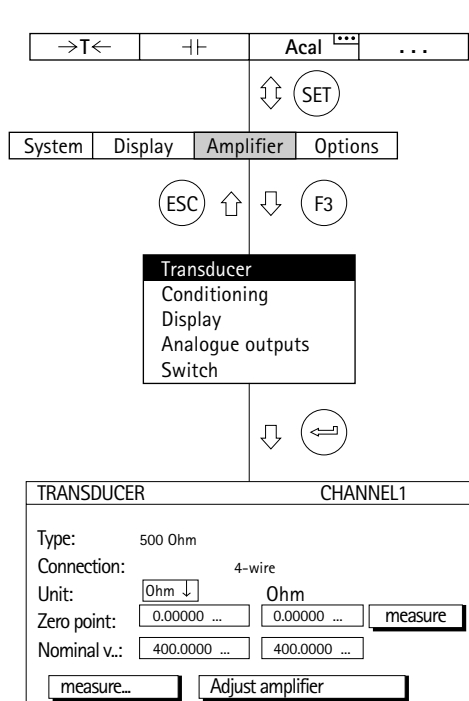 →T← ⊣⊢ Acal ...
SET
System Display Amplifier Options
ESC F3
Transducer
Conditioning
Display
Analogue outputs
Switch
TRANSDUCER CHANNEL1
Type: 500 Ohm
Connection: 4-wire
Unit: Ohm ↓ Ohm
Zero point: 0.00000 ... 0.00000 ... measure
Nominal v..: 400.0000 ... 400.0000 ...
measure... Adjust amplifier